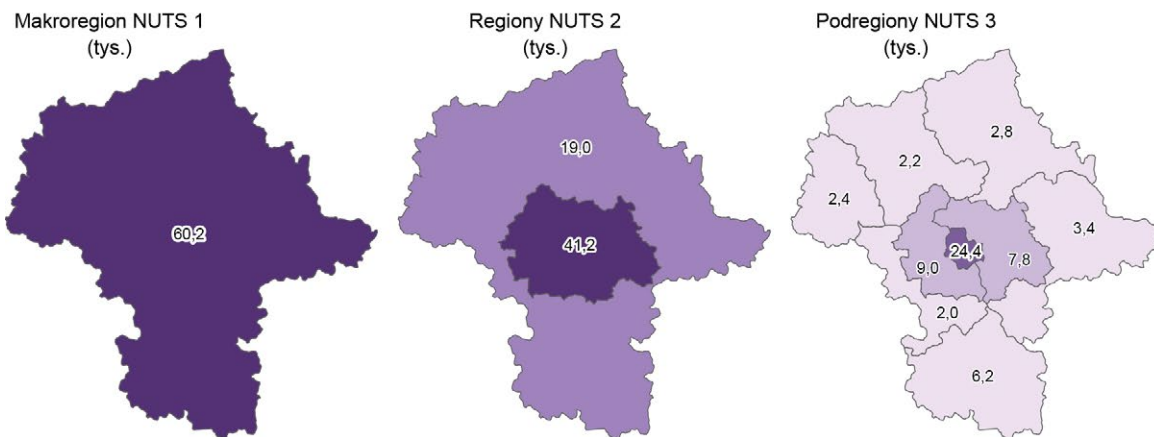 Makroregion NUTS 1
(tys.)
60,2
Regiony NUTS 2
(tys.)
19,0
41,2
Podregiony NUTS 3
(tys.)
2,8
2,2
2,4
3,4
24,4
9,0
7,8
2,0
6,2